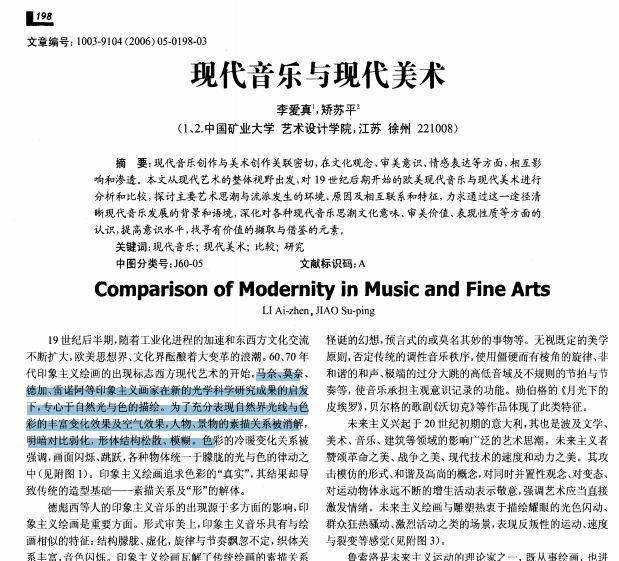 198
文章编号: 1003-9104 (2006) 05-0198-03
现代音乐与现代美术
李爱真¹,矫苏平²
(1、2.中国矿业大学 艺术设计学院,江苏 徐州 221008)
摘 要:现代音乐创作与美术创作关联密切,在文化观念、审美意识、情感表达等方面,相互影
响和渗透。本文从现代艺术的整体视野出发,对19世纪后期开始的欧美现代音乐与现代美术进行
分析和比较,探讨主要艺术思潮与流派发生的环境、原因及相互联系和特征,力求通过这一途径清
晰现代音乐发展的背景和语境,深化对各种现代音乐思潮文化意味、审美价值、表现性质等方面的
认识,提高意识水平,找寻有价值的撷取与借鉴的元素。
关键词:现代音乐; 现代美术; 比较; 研究
中图分类号:J60-05 文献标识码:A
Comparison of Modernity in Music and Fine Arts
LI Ai-zhen, JIAO Su-ping
19世纪后半期,随着工业化进程的加速和东西方文化交流
不断扩大,欧美思想界、文化界酝酿着大变革的浪潮。60、70年
代印象主义绘画的出现标志西方现代艺术的开始,马奈、莫奈、
德加、雷诺阿等印象主义画家在新的光学科学研究成果的启发
下,专心于自然光与色的描绘。为了充分表现自然界光线与色
彩的丰富变化效果及空气效果,人物、景物的素描关系被消解,
明暗对比弱化,形体结构松散、模糊。色彩的冷暖变化关系被
强调,画面闪烁、跳跃,各种物体统一于朦胧的光与色的律动之
中(见附图1)。印象主义绘画追求色彩的“真实”,其结果却导
致传统的造型基础——素描关系及“形”的解体。
德彪西等人的印象主义音乐的出现源于多方面的影响,印
象主义绘画是重要方面。形式审美上,印象主义音乐具有与绘
画相似的特征:结构朦胧、虚化,旋律与节奏飘忽不定,织体关
系丰富,音色闪烁。印象主义绘画瓦解了传统绘画的素描关系
怪诞的幻想,预言式的或莫名其妙的事物等。无视既定的美学
原则,否定传统的调性音乐秩序,使用僵硬而有棱角的旋律、非
和谐的和声、极端的过分大跳的高低音域及不规则的节拍与节
奏等,使音乐承担主观意识记录的功能。勋伯格的《月光下的
皮埃罗》,贝尔格的歌剧《沃切克》等作品体现了此类特征。
未来主义兴起于20世纪初期的意大利,其也是波及文学、
美术、音乐、建筑等领域的影响广泛的艺术思潮。未来主义者
赞颂革命之美、战争之美、现代技术的速度和动力之美。其攻
击模仿的形式、和谐及高尚的概念,对同时并置性观念、对变态、
对运动物体永远不断的增生活动表示敬意,强调艺术应当直接
激发情绪。未来主义绘画与雕塑热衷于描绘耀眼的光色闪动、
群众狂热骚动、激烈活动之类的场景,表现反叛性的运动、速度
与裂变等感觉(见附图3)。
鲁索洛是未来主义运动的理论家之一,既从事绘画,也进